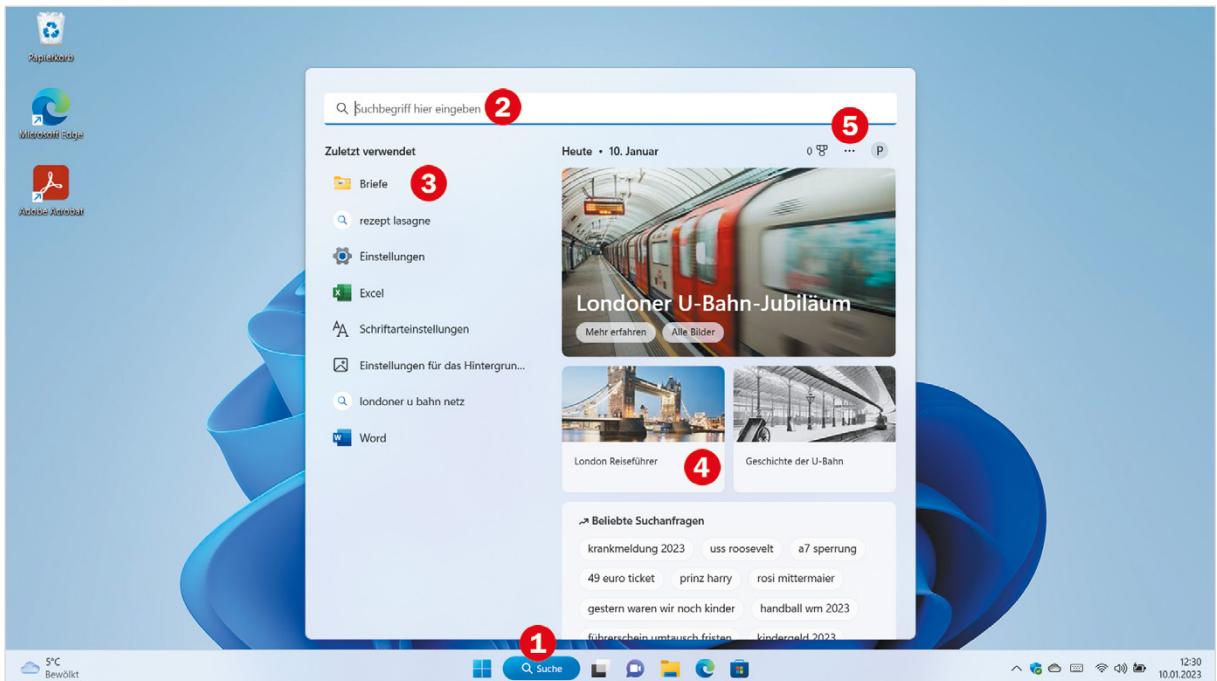 Papierkorb
Microsoft Edge
Adobe Acrobat
Suchbegriff hier eingeben
2
5
Zuletzt verwendet
Briefe
3
rezept lasagne
Einstellungen
Excel
Schriftarteinstellungen
Einstellungen für das Hintergrun...
londoner u bahn netz
Word
Heute • 10. Januar
0
...
P
Londoner U-Bahn-Jubiläum
Mehr erfahren
Alle Bilder
London Reiseführer
4
Geschichte der U-Bahn
Beliebte Suchanfragen
krankmeldung 2023 uss roosevelt a7 sperrung
49 euro ticket prinz harry rosi mittermaier
gestern waren wir noch kinder handball wm 2023
führerschein umtausch fristen kindergeld 2023
1
5°C
Bewölkt
Suche
12:30
10.01.2023